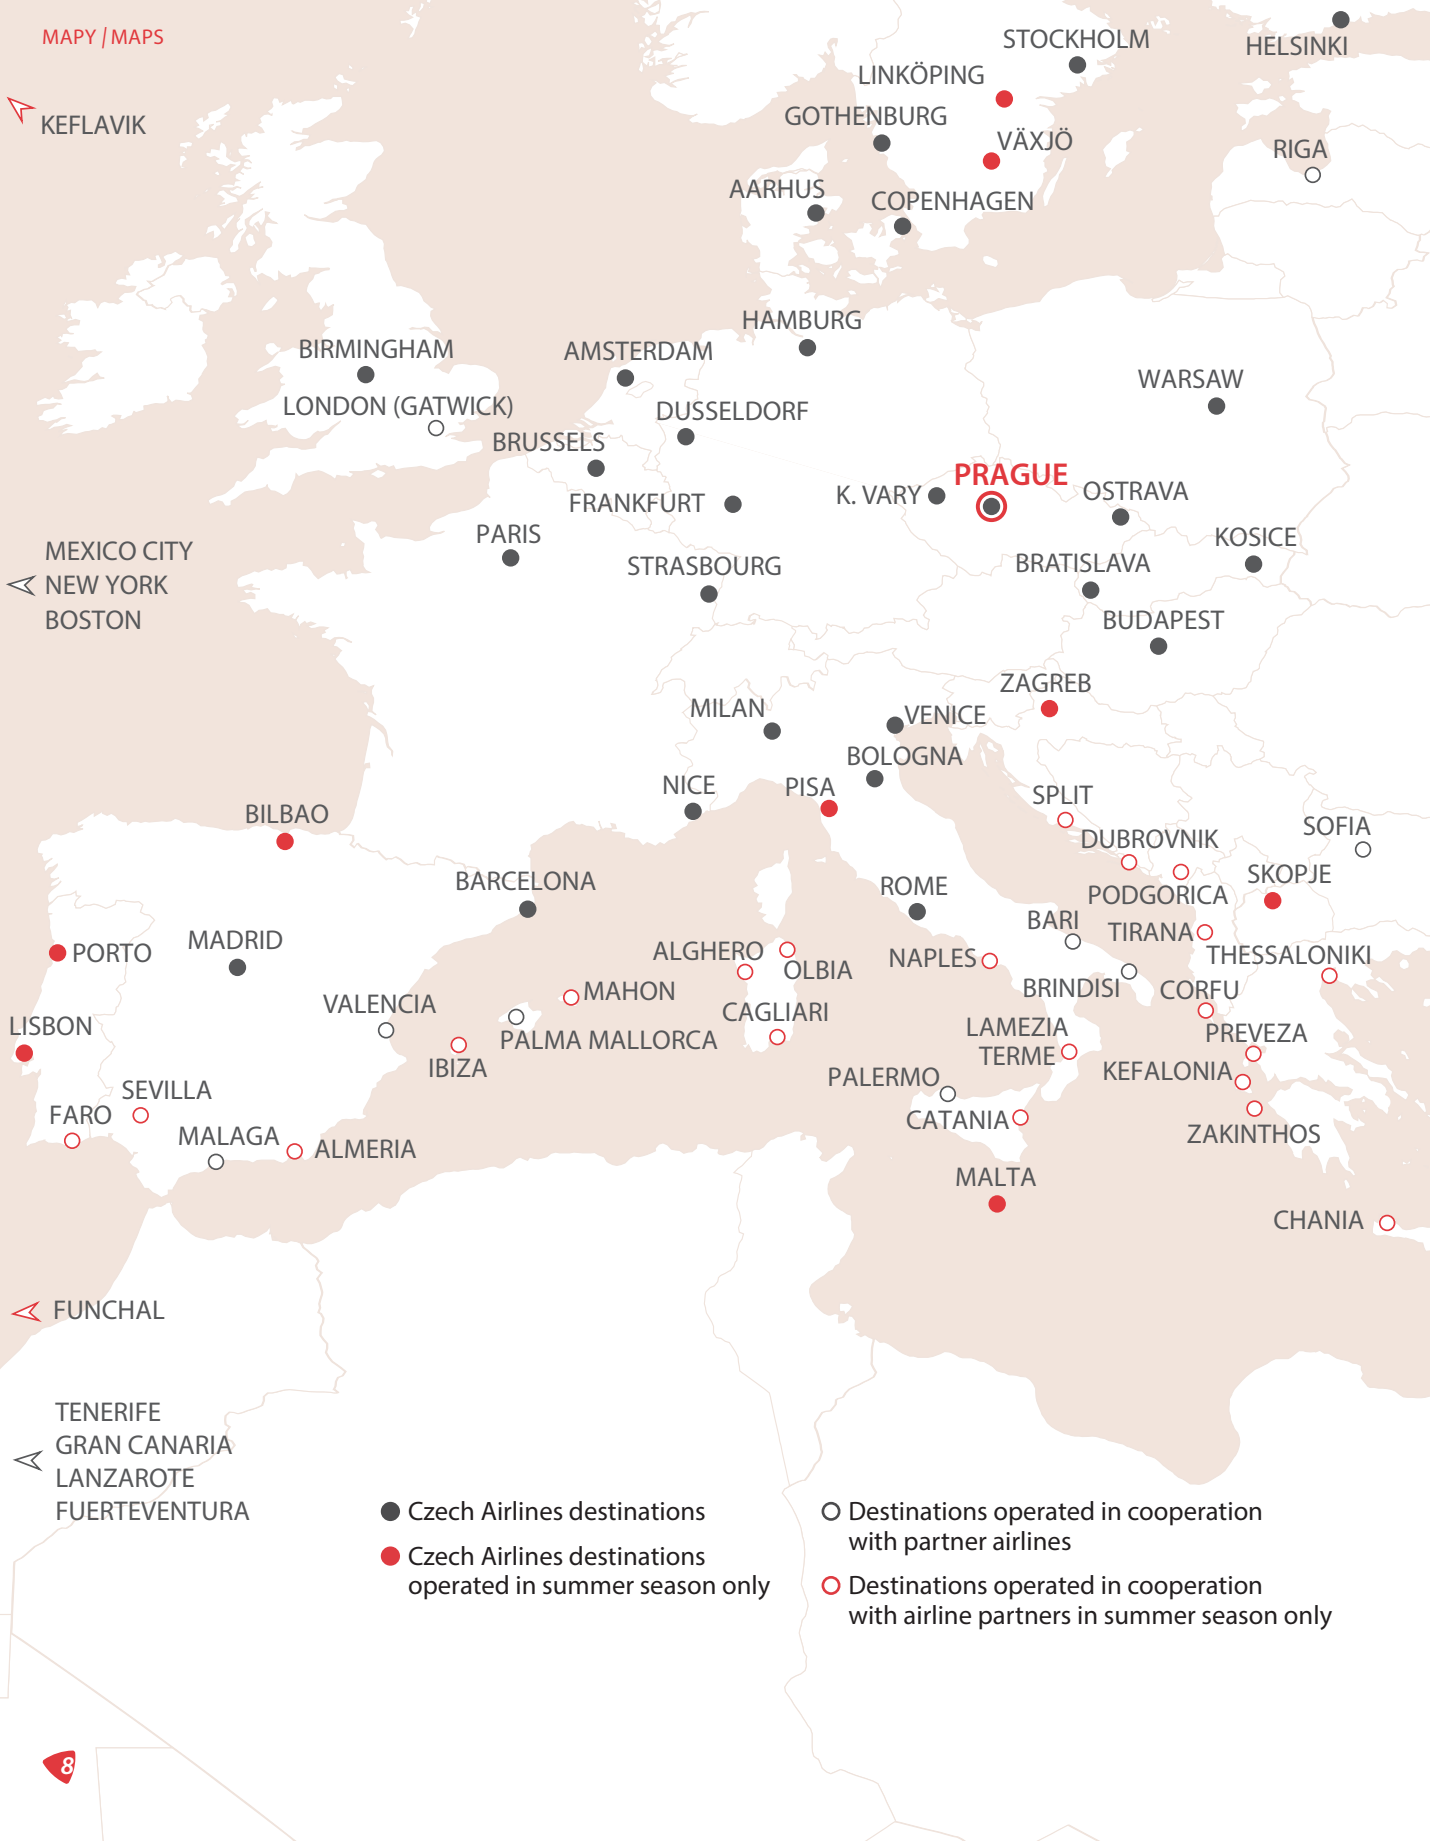 MAPY / MAPS
STOCKHOLM
HELSINKI
LINKÖPING
KEFLAVIK
GOTHENBURG
VÄXJÖ
RIGA
AARHUS
COPENHAGEN
HAMBURG
BIRMINGHAM
AMSTERDAM
WARSAW
LONDON (GATWICK)
DUSSELDORF
BRUSSELS
PRAGUE
FRANKFURT
K. VARY
OSTRAVA
PARIS
KOSICE
MEXICO CITY
NEW YORK
BOSTON
STRASBOURG
BRATISLAVA
BUDAPEST
ZAGREB
MILAN
VENICE
BOLOGNA
NICE
PISA
SPLIT
BILBAO
DUBROVNIK
SOFIA
BARCELONA
ROME
PODGORICA
SKOPJE
BARI
TIRANA
PORTO
MADRID
ALGHERO
OLBIA
NAPLES
THESSALONIKI
MAHON
BRINDISI
CORFU
VALENCIA
CAGLIARI
LISBON
PALMA MALLORCA
LAMEZIA
TERME
PREVEZA
IBIZA
PALERMO
KEFALONIA
SEVILLA
FARO
CATANIA
ZAKINTHOS
MALAGA
ALMERIA
MALTA
CHANIA
FUNCHAL
TENERIFE
GRAN CANARIA
LANZAROTE
FUERTEVENTURA
Czech Airlines destinations
Czech Airlines destinations
operated in summer season only
Destinations operated in cooperation
with partner airlines
Destinations operated in cooperation
with airline partners in summer season only
8